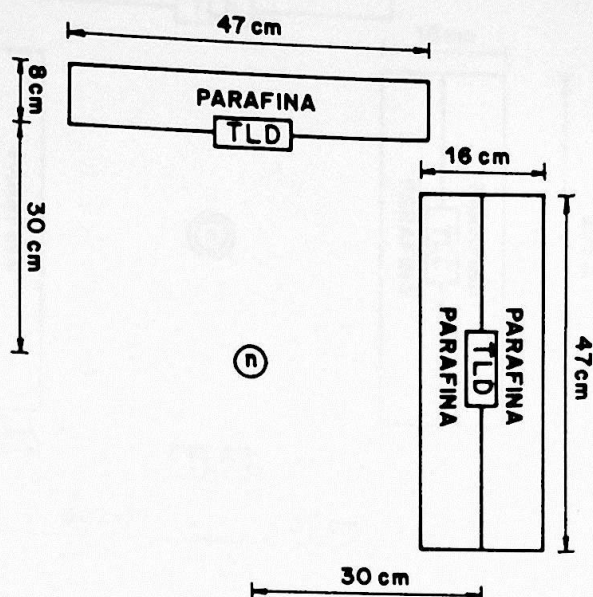 47 cm
8 cm
PARAFINA
TLD
16 cm
30 cm
n
PARAFINA
TLD
PARAFINA
47 cm
30 cm